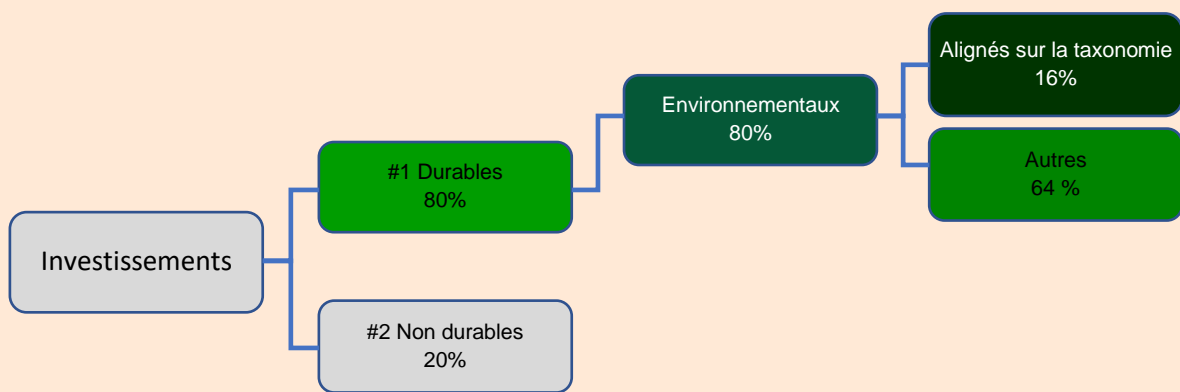 Investissements
#1 Durables
80%
#2 Non durables
20%
Environnementaux
80%
Alignés sur la taxonomie
16%
Autres
64 %